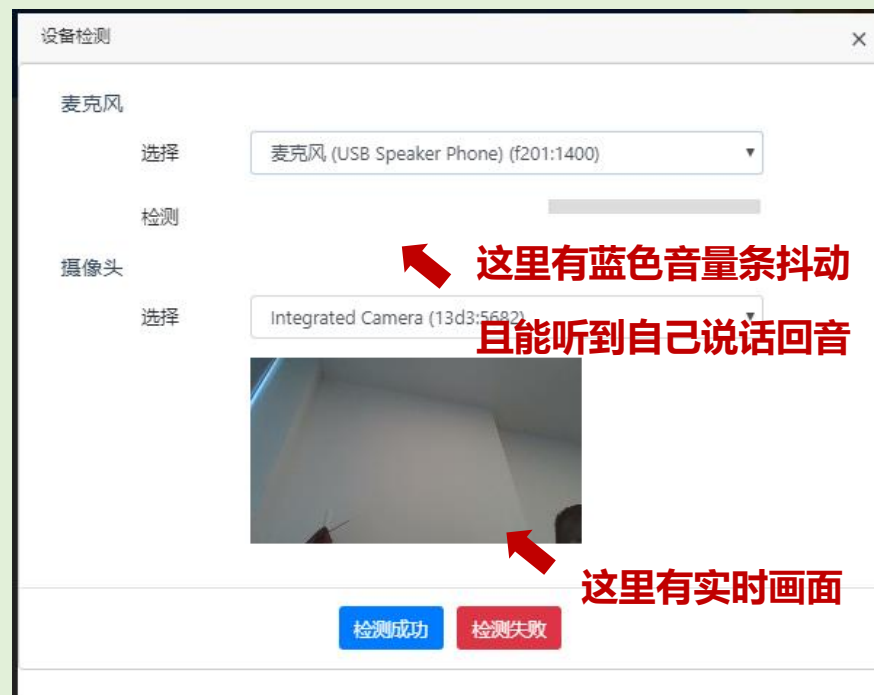 设备检测
×
麦克风
选择
麦克风 (USB Speaker Phone) (f201:1400)
检测
这里有蓝色音量条抖动
摄像头
选择
Integrated Camera (13d3:5682)
且能听到自己说话回音
这里有实时画面
检测成功
检测失败